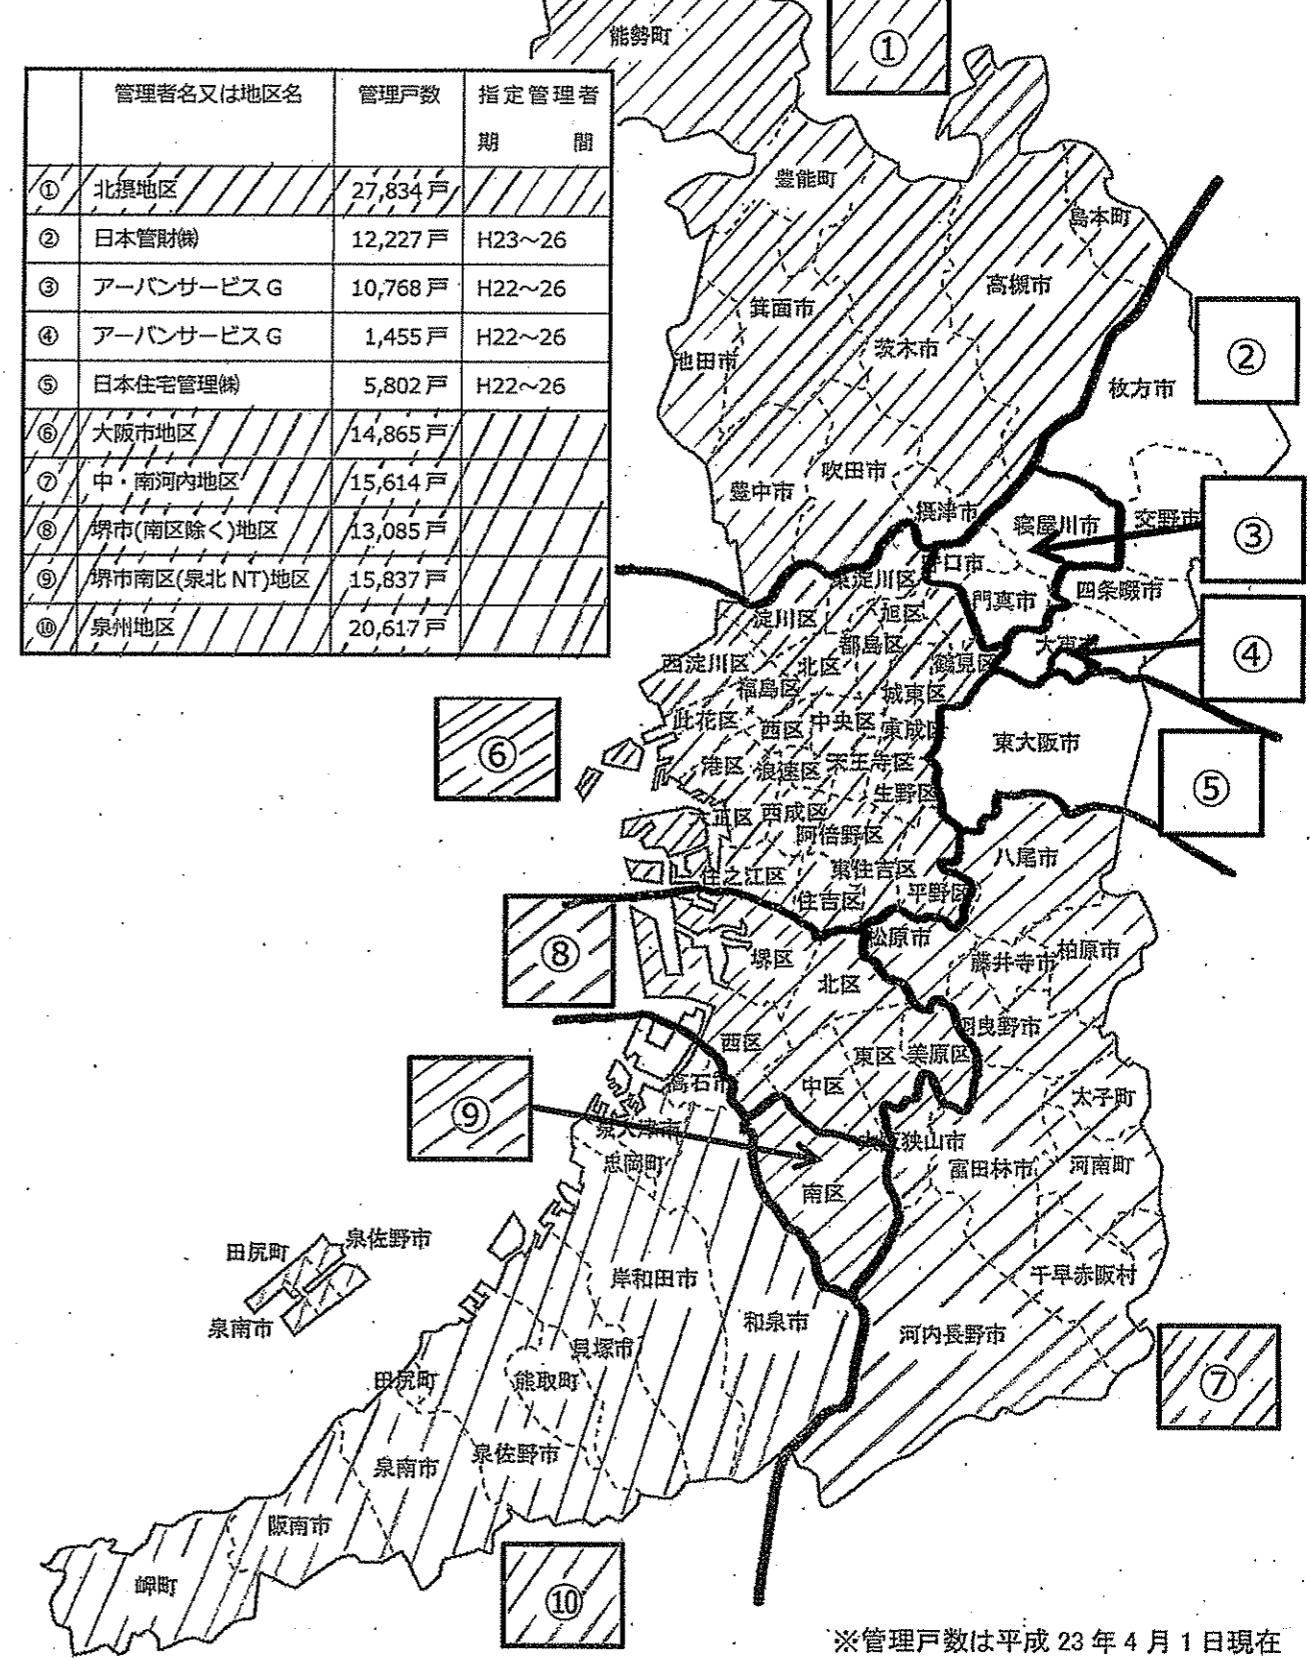 能勢町
①
管理者名又は地区名 管理戸数 指定管理者
期 間
① 北摂地区 27,834戸
② 日本管財㈱ 12,227戸 H23～26
③ アーバンサービスG 10,768戸 H22～26
④ アーバンサービスG 1,455戸 H22～26
⑤ 日本住宅管理㈱ 5,802戸 H22～26
⑥ 大阪市地区 14,865戸
⑦ 中・南河内地区 15,614戸
⑧ 堺市(南区除く)地区 13,085戸
⑨ 堺市南区(泉北NT)地区 15,837戸
⑩ 泉州地区 20,617戸
豊能町
島本町
高槻市
箕面市
茨木市
池田市
②
枚方市
吹田市
豊中市
摂津市
寝屋川市
交野市
③
守口市
東淀川区
門真市
四条畷市
淀川区
旭区
都島区
大東市
④
西淀川区
北区
鶴見区
福島区
城東区
此花区
西区
中央区
東成区
東大阪市
⑥
港区
浪速区
天王寺区
生野区
⑤
大正区
西成区
阿倍野区
八尾市
住之江区
東住吉区
住吉区
平野区
⑧
松原市
堺区
藤井寺市
柏原市
北区
羽曳野市
西区
東区
美原区
高石市
中区
太子町
⑨
泉大津市
大阪狭山市
忠岡町
富田林市
河南町
南区
田尻町
泉佐野市
泉南市
岸和田市
千早赤阪村
和泉市
河内長野市
貝塚市
田尻町
熊取町
⑦
泉南市
泉佐野市
阪南市
岬町
⑩
※管理戸数は平成23年4月1日現在